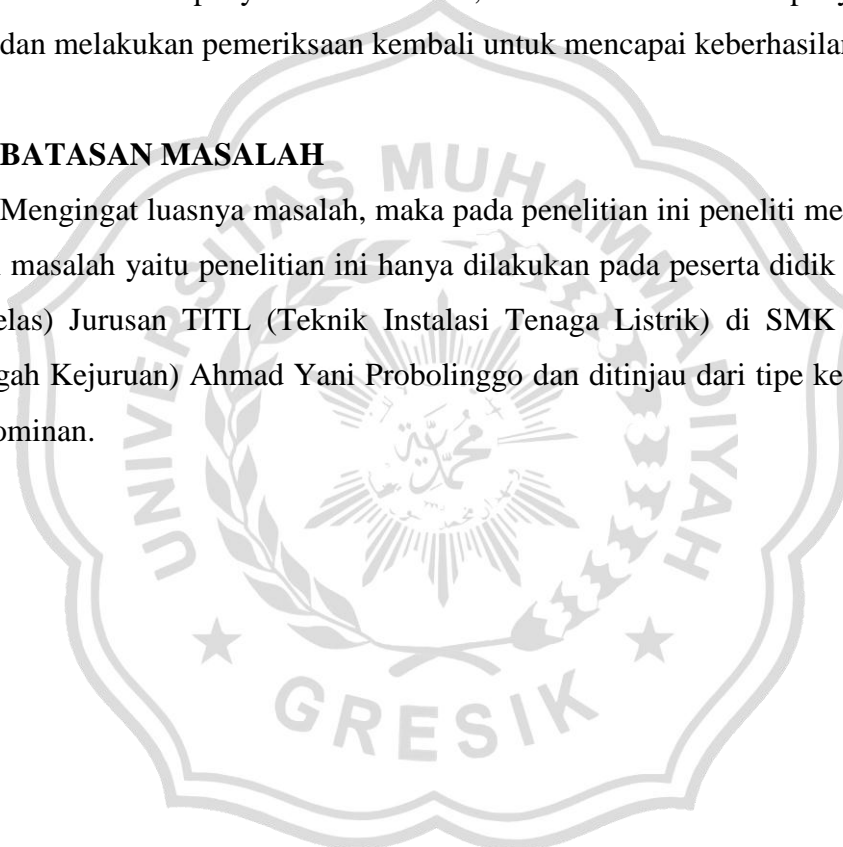 dan melakukan pemeriksaan kembali untuk mencapai keberhasilan
BATASAN MASALAH
Mengingat luasnya masalah, maka pada penelitian ini peneliti me
masalah yaitu penelitian ini hanya dilakukan pada peserta didik
elas) Jurusan TITL (Teknik Instalasi Tenaga Listrik) di SMK
gah Kejuruan) Ahmad Yani Probolinggo dan ditinjau dari tipe ke
ominan.
UNIVERSITAS MUHAMMADIYAH
GRESIK